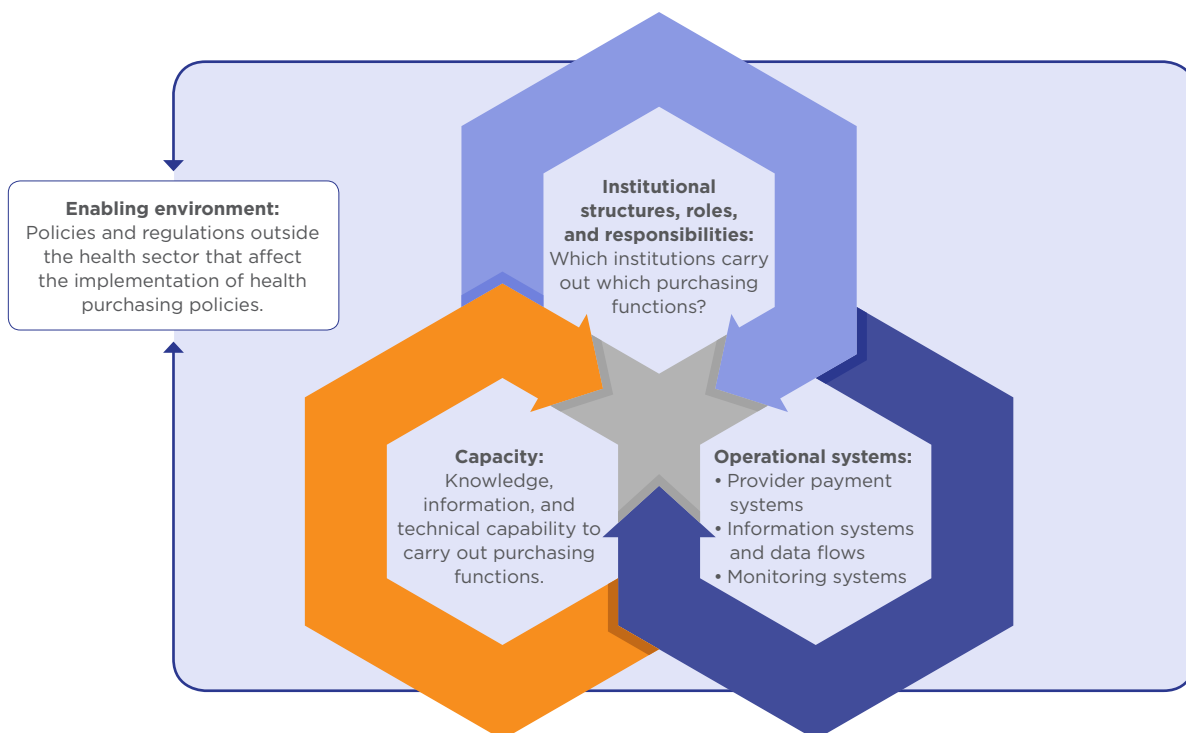 Enabling environment:
Policies and regulations outside
the health sector that affect
the implementation of health
purchasing policies.
Institutional
structures, roles,
and responsibilities:
Which institutions carry
out which purchasing
functions?
Capacity:
Knowledge,
information, and
technical capability to
carry out purchasing
functions.
Operational systems:
• Provider payment
systems
• Information systems
and data flows
• Monitoring systems